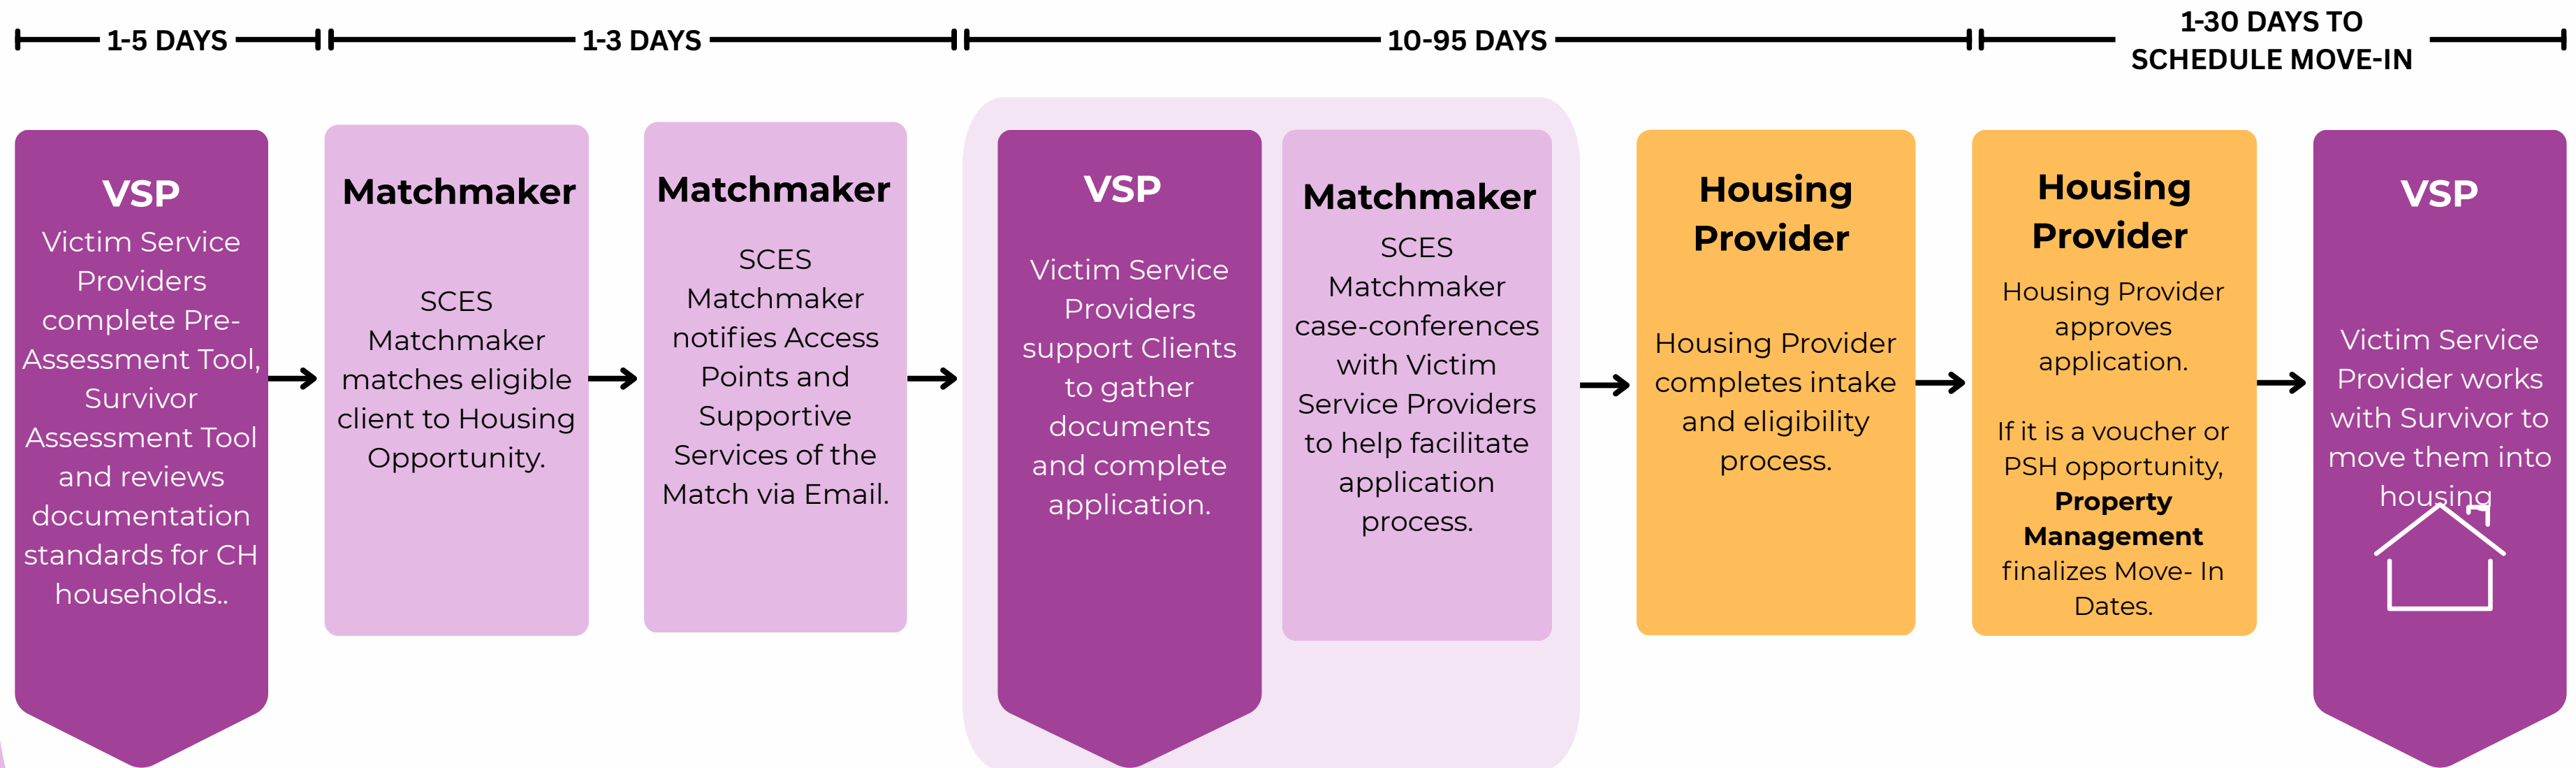 1-5 DAYS
1-3 DAYS
10-95 DAYS
1-30 DAYS TO
SCHEDULE MOVE-IN
VSP
Victim Service
Providers
complete Pre-
Assessment Tool,
Survivor
Assessment Tool
and reviews
documentation
standards for CH
households..
Matchmaker
SCES
Matchmaker
matches eligible
client to Housing
Opportunity.
Matchmaker
SCES
Matchmaker
notifies Access
Points and
Supportive
Services of the
Match via Email.
VSP
Victim Service
Providers
support Clients
to gather
documents
and complete
application.
Matchmaker
SCES
Matchmaker
case-conferences
with Victim
Service Providers
to help facilitate
application
process.
Housing
Provider
Housing Provider
completes intake
and eligibility
process.
Housing
Provider
Housing Provider
approves
application.
If it is a voucher or
PSH opportunity,
Property
Management
finalizes Move- In
Dates.
VSP
Victim Service
Provider works
with Survivor to
move them into
housing